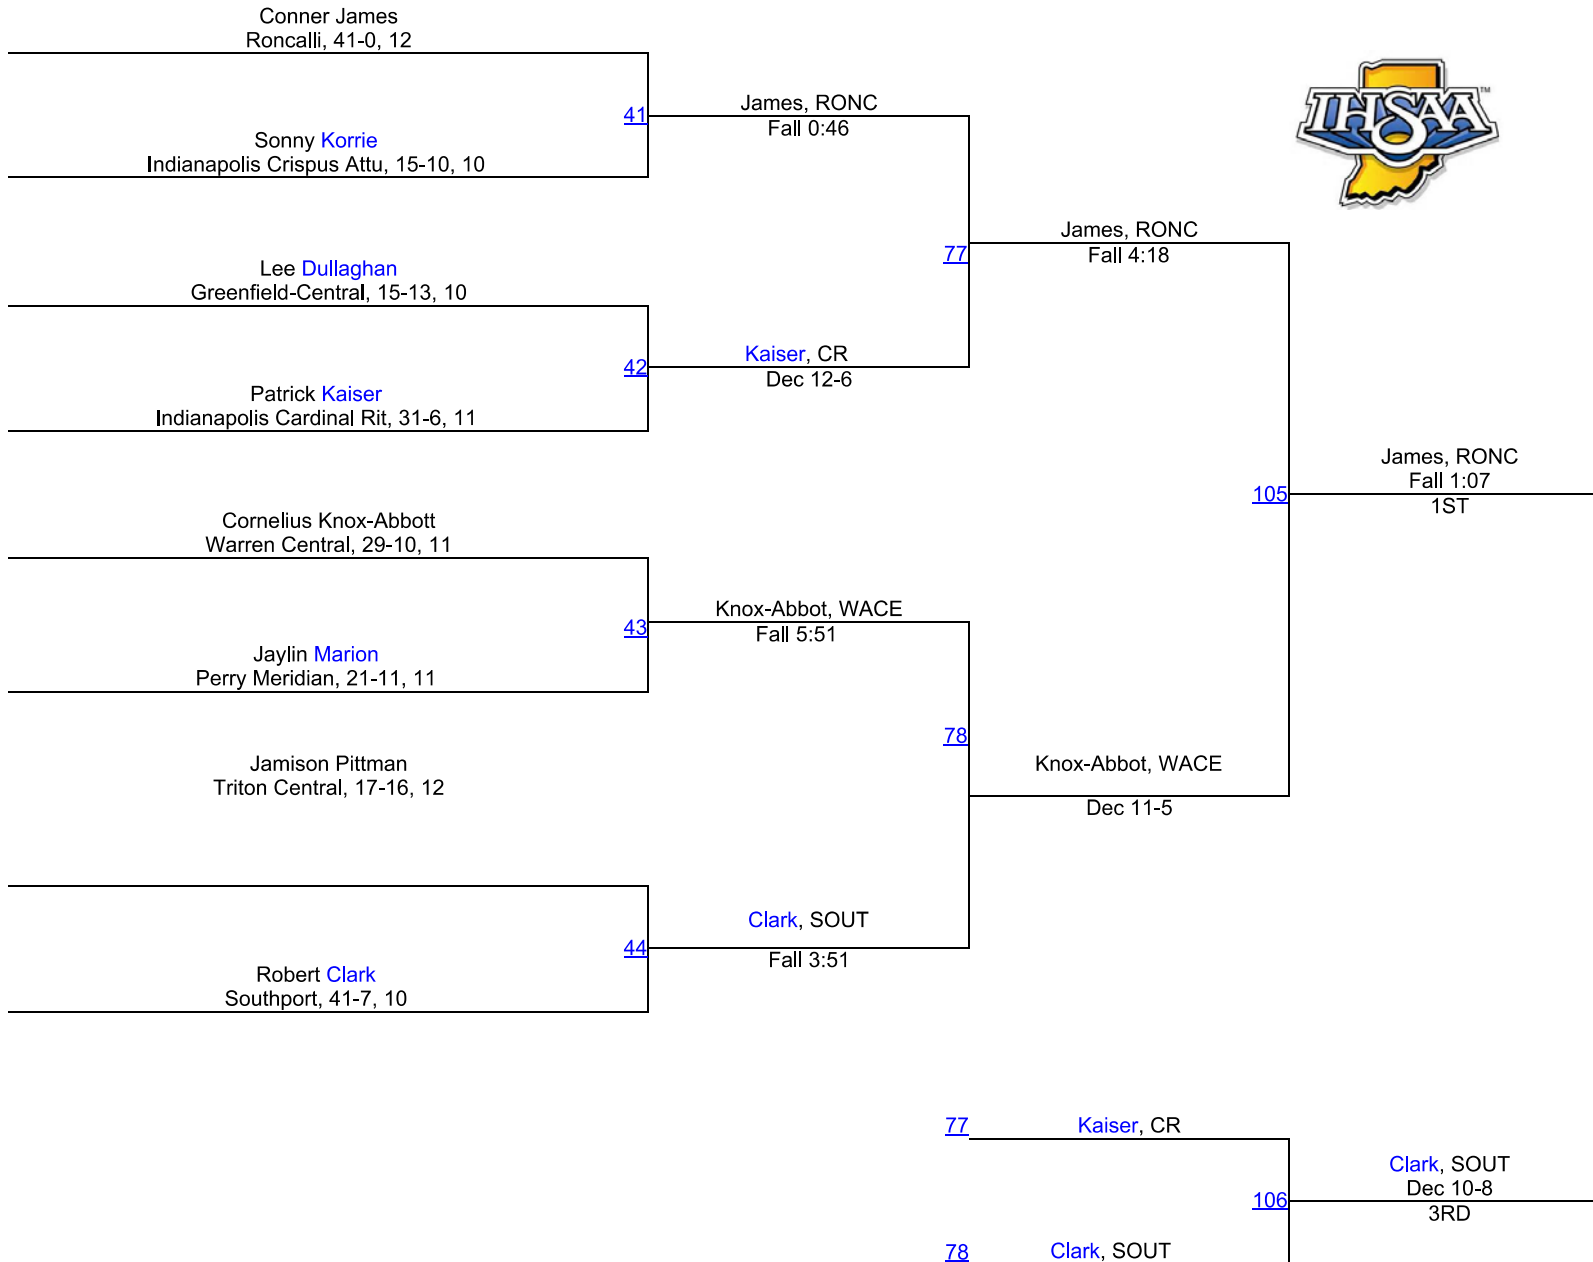 Conner James
Roncalli, 41-0, 12
41
James, RONC
Fall 0:46
Sonny Korrie
Indianapolis Crispus Attu, 15-10, 10
IHSAA
TM
77
James, RONC
Fall 4:18
Lee Dullaghan
Greenfield-Central, 15-13, 10
42
Kaiser, CR
Dec 12-6
Patrick Kaiser
Indianapolis Cardinal Rit, 31-6, 11
105
James, RONC
Fall 1:07
1ST
Cornelius Knox-Abbott
Warren Central, 29-10, 11
43
Knox-Abbot, WACE
Fall 5:51
Jaylin Marion
Perry Meridian, 21-11, 11
78
Knox-Abbot, WACE
Dec 11-5
Jamison Pittman
Triton Central, 17-16, 12
44
Clark, SOUT
Fall 3:51
Robert Clark
Southport, 41-7, 10
77
Kaiser, CR
106
Clark, SOUT
Dec 10-8
3RD
78
Clark, SOUT